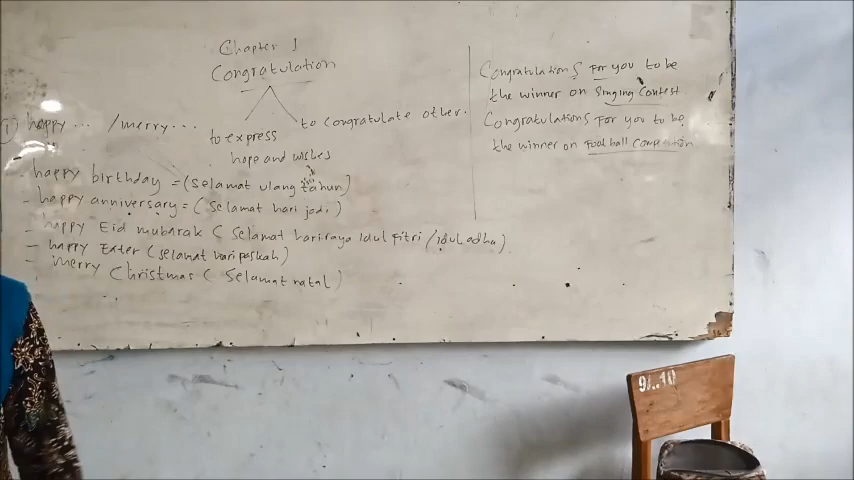 Chapter 1
Congratulation
to express
hope and wishes
to congratulate other.
① happy... /merry...
- happy birthday = (selamat ulang tahun)
- happy anniversary = (selamat hari jadi)
- happy Eid mubarak (selamat hariraya Idul Fitri/idul adha)
- happy Eater (selamat hari paskah)
- merry Christmas (selamat natal)
Congratulations For you to be
the winner on Singing Contest
Congratulations For you to be
the winner on Football
9/..10